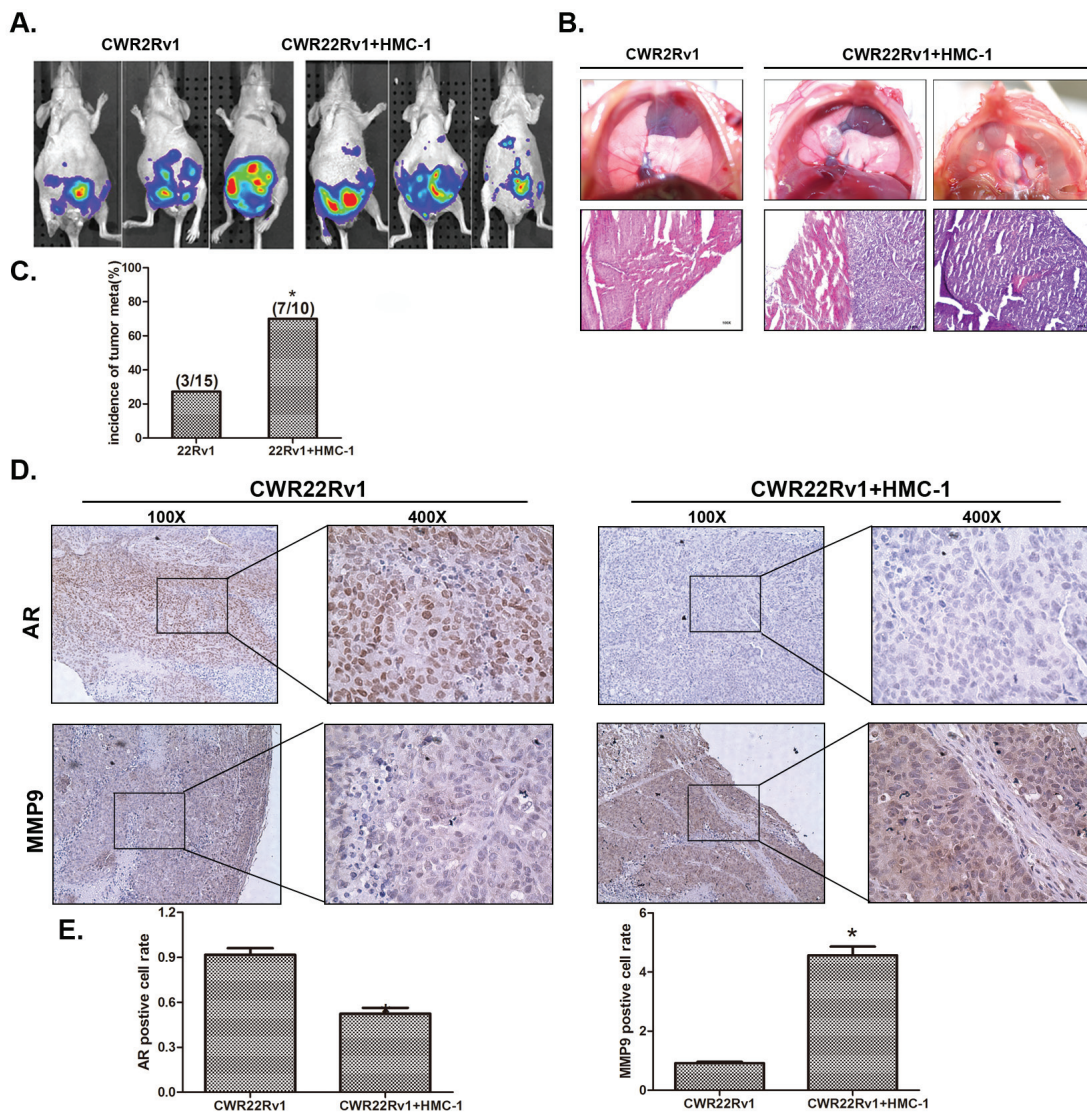 A.
CWR2Rv1 CWR22Rv1+HMC-1
B.
CWR2Rv1 CWR22Rv1+HMC-1
C.
incidence of tumor meta(%)
100
80
60
40
20
0
(3/15)
*
(7/10)
22Rv1 22Rv1+HMC-1
D.
CWR22Rv1 CWR22Rv1+HMC-1
100X 400X 100X 400X
AR
MMP9
E.
AR postive cell rate
1.2
0.9
0.6
0.3
0.0
CWR22Rv1 CWR22Rv1+HMC-1
MMP9 postive cell rate
6
4
2
0
*
CWR22Rv1 CWR22Rv1+HMC-1